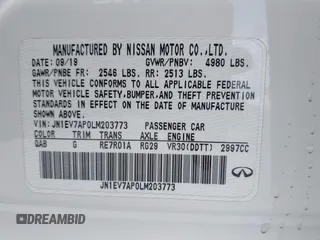 MANUFACTURED BY NISSAN MOTOR CO.,LTD.
DATE: 09/19 GVWR/PNBV: 4980 LBS.
GAWR/PNBE FR: 2546 LBS. RR: 2513 LBS.
THIS VEHICLE CONFORMS TO ALL APPLICABLE
FEDERAL MOTOR VEHICLE SAFETY,BUMPER,AND
THEFT PREVENTION STANDARDS IN EFFECT
ON THE DATE OF MANUFACTURE
SHOWN ABOVE.
VIN: JN1EV7AP0LM203773 PASSENGER CAR
COLOR TRIM TRANS AXLE ENGINE
QAB G RE7R01A RG29 VR30(DDTT) 2997CC
JN1EV7AP0LM203773
DREAMBID